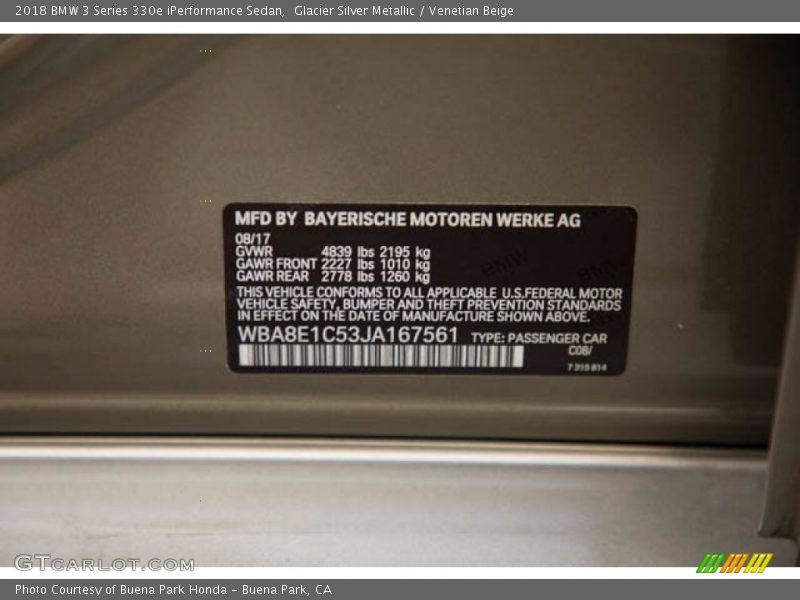 2018 BMW 3 Series 330e iPerformance Sedan,  Glacier Silver Metallic / Venetian Beige
MFD BY BAYERISCHE MOTOREN WERKE AG
08/17
GVWR 4839 lbs 2195 kg
GAWR FRONT 2227 lbs 1010 kg
GAWR REAR 2778 lbs 1260 kg
THIS VEHICLE CONFORMS TO ALL APPLICABLE U.S.FEDERAL MOTOR
VEHICLE SAFETY, BUMPER AND THEFT PREVENTION STANDARDS
IN EFFECT ON THE DATE OF MANUFACTURE SHOWN ABOVE.
WBA8E1C53JA167561 TYPE: PASSENGER CAR
C08/
7 315 814
GTCARLOT.COM
Photo Courtesy of Buena Park Honda - Buena Park, CA